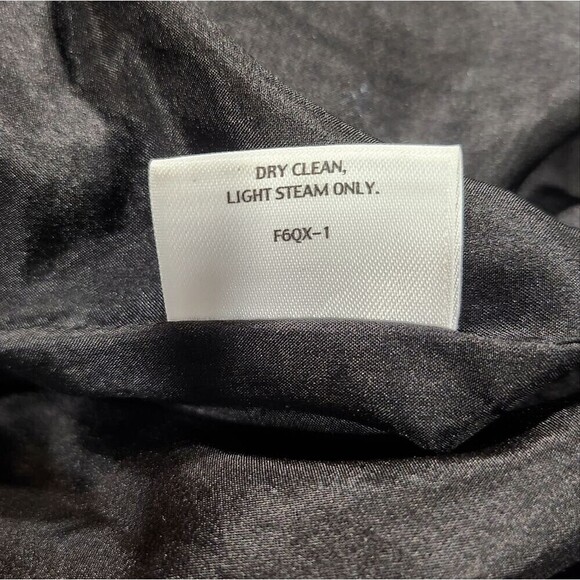 DRY CLEAN,
LIGHT STEAM ONLY.
F6QX-1